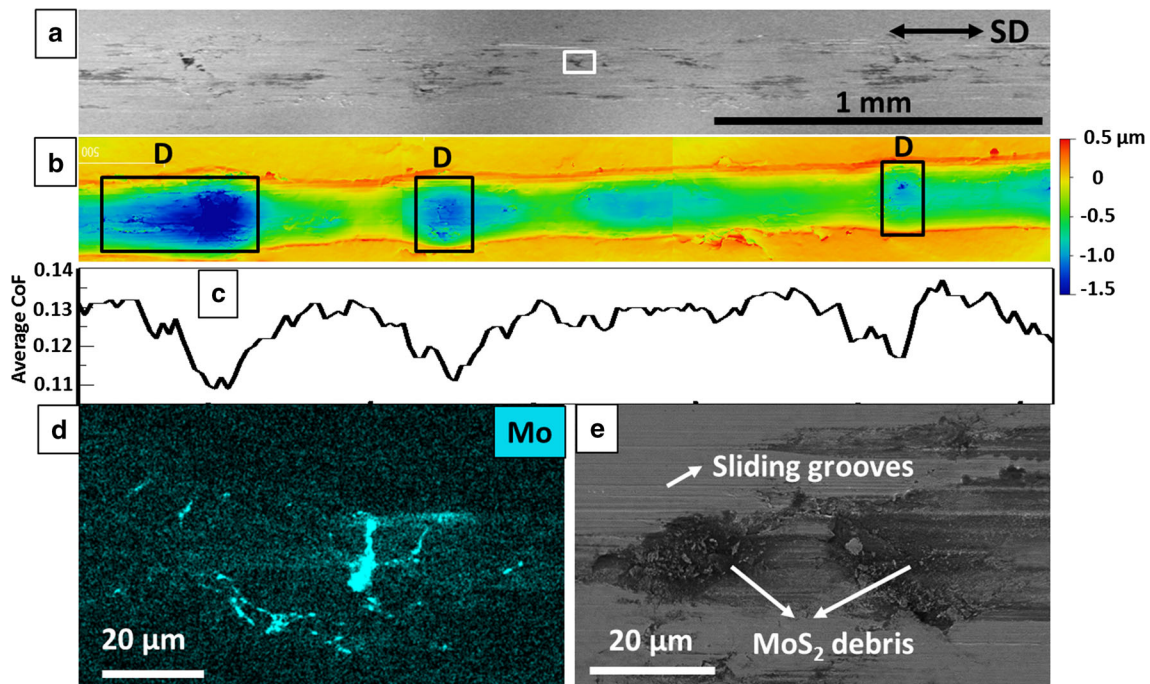 a
SD
1 mm
b
00S
D
D
D
0.5 µm
0
-0.5
-1.0
-1.5
c
Average CoF
0.14
0.13
0.12
0.11
d
Mo
20 µm
e
Sliding grooves
MoS₂ debris
20 µm